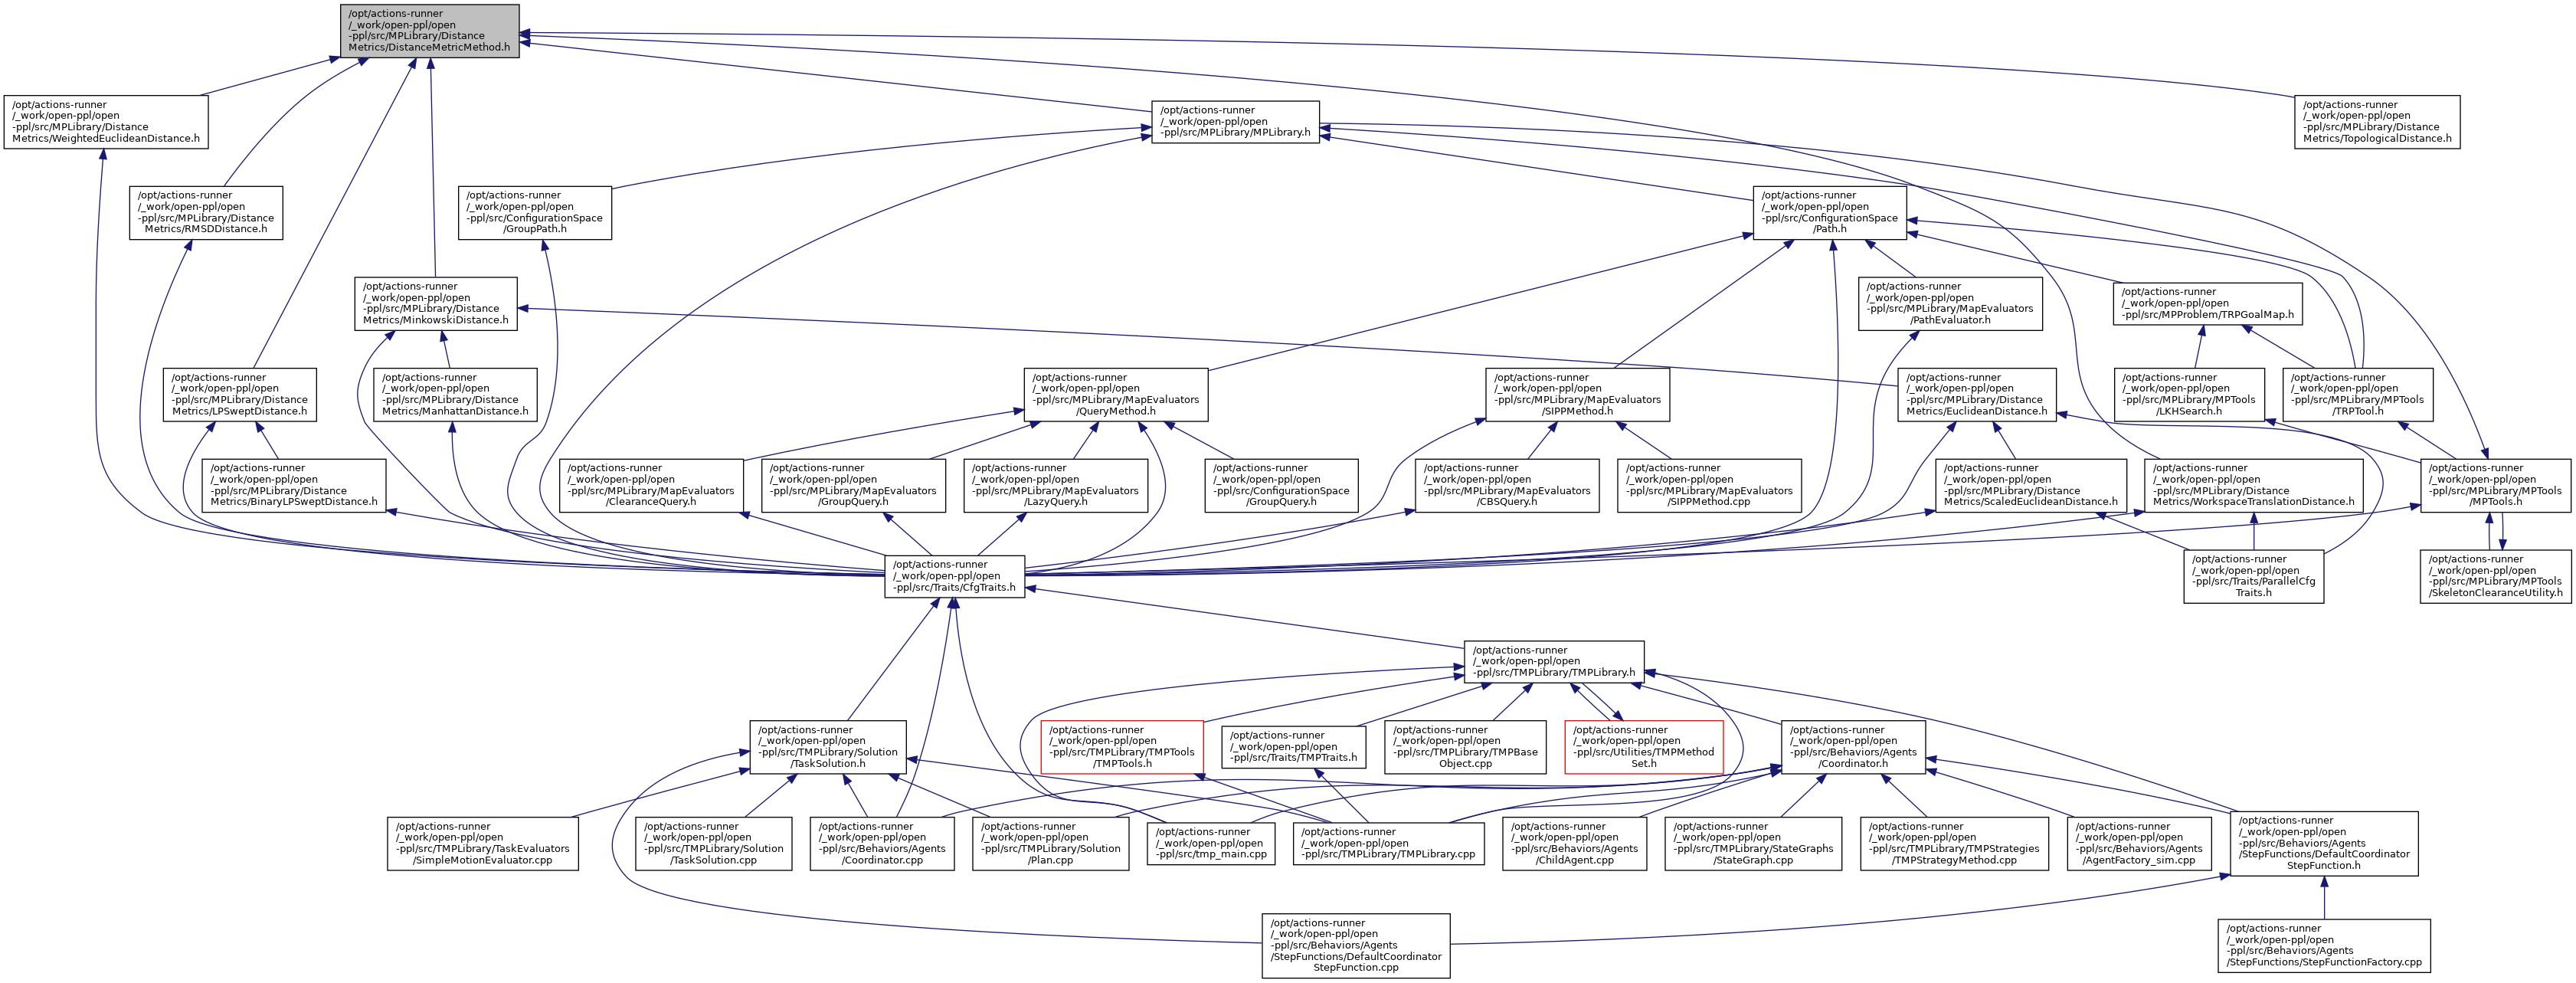 /opt/actions-runner
/_work/open-ppl/open
-ppl/src/MPLibrary/Distance
Metrics/DistanceMetricMethod.h
/opt/actions-runner
/_work/open-ppl/open
-ppl/src/MPLibrary/Distance
Metrics/WeightedEuclideanDistance.h
/opt/actions-runner
/_work/open-ppl/open
-ppl/src/MPLibrary/MPLibrary.h
/opt/actions-runner
/_work/open-ppl/open
-ppl/src/MPLibrary/Distance
Metrics/TopologicalDistance.h
/opt/actions-runner
/_work/open-ppl/open
-ppl/src/MPLibrary/Distance
Metrics/RMSDDistance.h
/opt/actions-runner
/_work/open-ppl/open
-ppl/src/ConfigurationSpace
/GroupPath.h
/opt/actions-runner
/_work/open-ppl/open
-ppl/src/ConfigurationSpace
/Path.h
/opt/actions-runner
/_work/open-ppl/open
-ppl/src/MPLibrary/Distance
Metrics/MinkowskiDistance.h
/opt/actions-runner
/_work/open-ppl/open
-ppl/src/MPLibrary/MapEvaluators
/PathEvaluator.h
/opt/actions-runner
/_work/open-ppl/open
-ppl/src/MPProblem/TRPGoalMap.h
/opt/actions-runner
/_work/open-ppl/open
-ppl/src/MPLibrary/Distance
Metrics/LPSweptDistance.h
/opt/actions-runner
/_work/open-ppl/open
-ppl/src/MPLibrary/Distance
Metrics/ManhattanDistance.h
/opt/actions-runner
/_work/open-ppl/open
-ppl/src/MPLibrary/MapEvaluators
/QueryMethod.h
/opt/actions-runner
/_work/open-ppl/open
-ppl/src/MPLibrary/MapEvaluators
/SIPPMethod.h
/opt/actions-runner
/_work/open-ppl/open
-ppl/src/MPLibrary/Distance
Metrics/EuclideanDistance.h
/opt/actions-runner
/_work/open-ppl/open
-ppl/src/MPLibrary/MPTools
/LKHSearch.h
/opt/actions-runner
/_work/open-ppl/open
-ppl/src/MPLibrary/MPTools
/TRPTool.h
/opt/actions-runner
/_work/open-ppl/open
-ppl/src/MPLibrary/Distance
Metrics/BinaryLPSweptDistance.h
/opt/actions-runner
/_work/open-ppl/open
-ppl/src/MPLibrary/MapEvaluators
/ClearanceQuery.h
/opt/actions-runner
/_work/open-ppl/open
-ppl/src/MPLibrary/MapEvaluators
/GroupQuery.h
/opt/actions-runner
/_work/open-ppl/open
-ppl/src/MPLibrary/MapEvaluators
/LazyQuery.h
/opt/actions-runner
/_work/open-ppl/open
-ppl/src/ConfigurationSpace
/GroupQuery.h
/opt/actions-runner
/_work/open-ppl/open
-ppl/src/MPLibrary/MapEvaluators
/CBSQuery.h
/opt/actions-runner
/_work/open-ppl/open
-ppl/src/MPLibrary/MapEvaluators
/SIPPMethod.cpp
/opt/actions-runner
/_work/open-ppl/open
-ppl/src/MPLibrary/Distance
Metrics/ScaledEuclideanDistance.h
/opt/actions-runner
/_work/open-ppl/open
-ppl/src/MPLibrary/Distance
Metrics/WorkspaceTranslationDistance.h
/opt/actions-runner
/_work/open-ppl/open
-ppl/src/MPLibrary/MPTools
/MPTools.h
/opt/actions-runner
/_work/open-ppl/open
-ppl/src/Traits/CfgTraits.h
/opt/actions-runner
/_work/open-ppl/open
-ppl/src/Traits/ParallelCfg
Traits.h
/opt/actions-runner
/_work/open-ppl/open
-ppl/src/MPLibrary/MPTools
/SkeletonClearanceUtility.h
/opt/actions-runner
/_work/open-ppl/open
-ppl/src/TMPLibrary/TMPLibrary.h
/opt/actions-runner
/_work/open-ppl/open
-ppl/src/TMPLibrary/Solution
/TaskSolution.h
/opt/actions-runner
/_work/open-ppl/open
-ppl/src/TMPLibrary/TMPTools
/TMPTools.h
/opt/actions-runner
/_work/open-ppl/open
-ppl/src/Traits/TMPTraits.h
/opt/actions-runner
/_work/open-ppl/open
-ppl/src/TMPLibrary/TMPBase
Object.cpp
/opt/actions-runner
/_work/open-ppl/open
-ppl/src/Utilities/TMPMethod
Set.h
/opt/actions-runner
/_work/open-ppl/open
-ppl/src/Behaviors/Agents
/Coordinator.h
/opt/actions-runner
/_work/open-ppl/open
-ppl/src/TMPLibrary/TaskEvaluators
/SimpleMotionEvaluator.cpp
/opt/actions-runner
/_work/open-ppl/open
-ppl/src/TMPLibrary/Solution
/TaskSolution.cpp
/opt/actions-runner
/_work/open-ppl/open
-ppl/src/Behaviors/Agents
/Coordinator.cpp
/opt/actions-runner
/_work/open-ppl/open
-ppl/src/TMPLibrary/Solution
/Plan.cpp
/opt/actions-runner
/_work/open-ppl/open
-ppl/src/tmp_main.cpp
/opt/actions-runner
/_work/open-ppl/open
-ppl/src/TMPLibrary/TMPLibrary.cpp
/opt/actions-runner
/_work/open-ppl/open
-ppl/src/Behaviors/Agents
/ChildAgent.cpp
/opt/actions-runner
/_work/open-ppl/open
-ppl/src/TMPLibrary/StateGraphs
/StateGraph.cpp
/opt/actions-runner
/_work/open-ppl/open
-ppl/src/TMPLibrary/TMPStrategies
/TMPStrategyMethod.cpp
/opt/actions-runner
/_work/open-ppl/open
-ppl/src/Behaviors/Agents
/AgentFactory_sim.cpp
/opt/actions-runner
/_work/open-ppl/open
-ppl/src/Behaviors/Agents
/StepFunctions/DefaultCoordinator
StepFunction.h
/opt/actions-runner
/_work/open-ppl/open
-ppl/src/Behaviors/Agents
/StepFunctions/DefaultCoordinator
StepFunction.cpp
/opt/actions-runner
/_work/open-ppl/open
-ppl/src/Behaviors/Agents
/StepFunctions/StepFunctionFactory.cpp